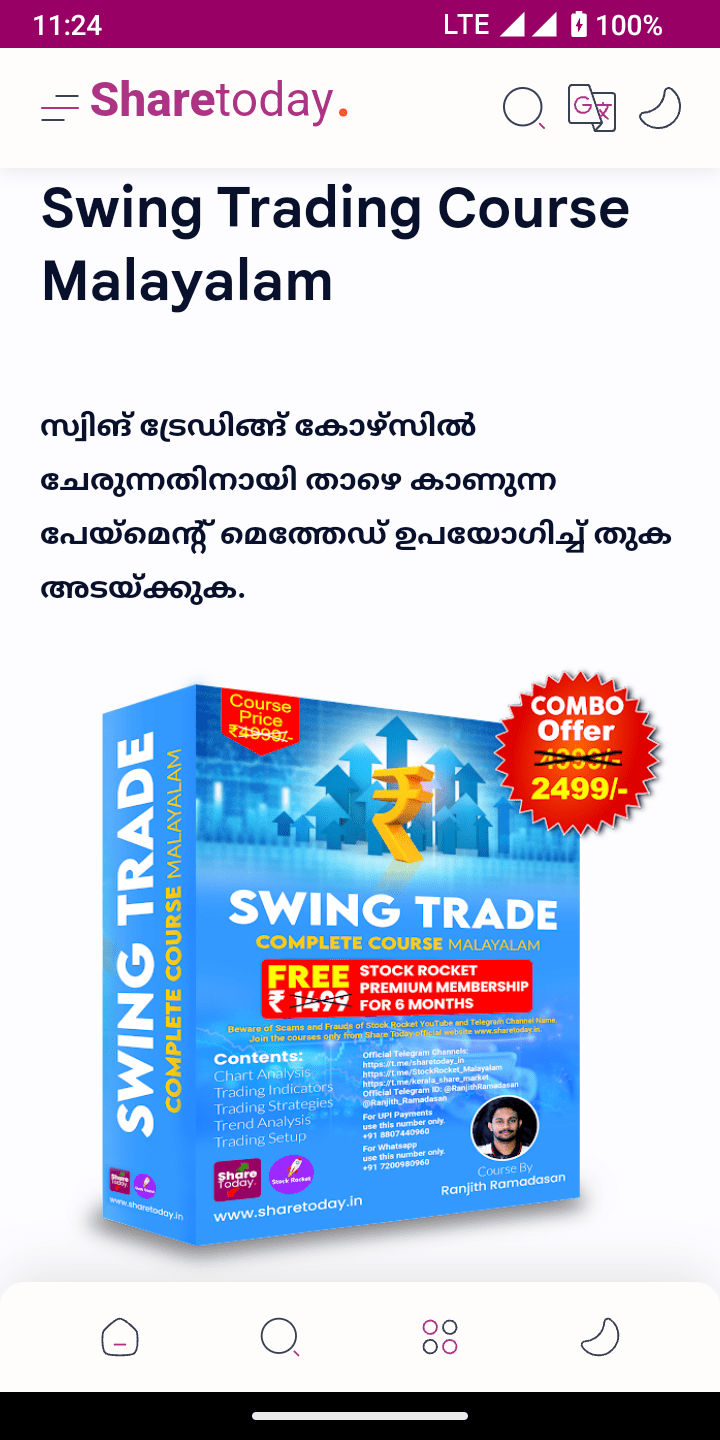 11:24
LTE 100%
Sharetoday.
Swing Trading Course
Malayalam
സ്വിങ് ട്രേഡിങ്ങ് കോഴ്സിൽ
ചേരുന്നതിനായി താഴെ കാണുന്ന
പേയ്മെന്റ് മെത്തേഡ് ഉപയോഗിച്ച് തുക
അടയ്ക്കുക.
Course
Price
₹4999/-
COMBO
Offer
4999/-
2499/-
SWING TRADE
COMPLETE COURSE MALAYALAM
SWING TRADE
COMPLETE COURSE MALAYALAM
FREE
₹ 1499
STOCK ROCKET
PREMIUM MEMBERSHIP
FOR 6 MONTHS
Beware of Scams and Frauds of Stock Rocket YouTube and Telegram Channel Name.
Join the courses only from Share Today official website www.sharetoday.in.
Contents:
Chart Analysis
Trading Indicators
Trading Strategies
Trend Analysis
Trading Setup
Official Telegram Channels:
https://t.me/sharetoday_in
https://t.me/StockRocket_Malayalam
https://t.me/kerala_share_market
Official Telegram ID: @RanjithRamadasan
@Ranjith_Ramadasan
For UPI Payments
use this number only.
+91 8807440960
For Whatsapp
use this number only.
+91 7200980960
Course By
Ranjith Ramadasan
Share
Today.
Stock Rocket
www.sharetoday.in
Share
Today.
Stock Rocket
www.sharetoday.in